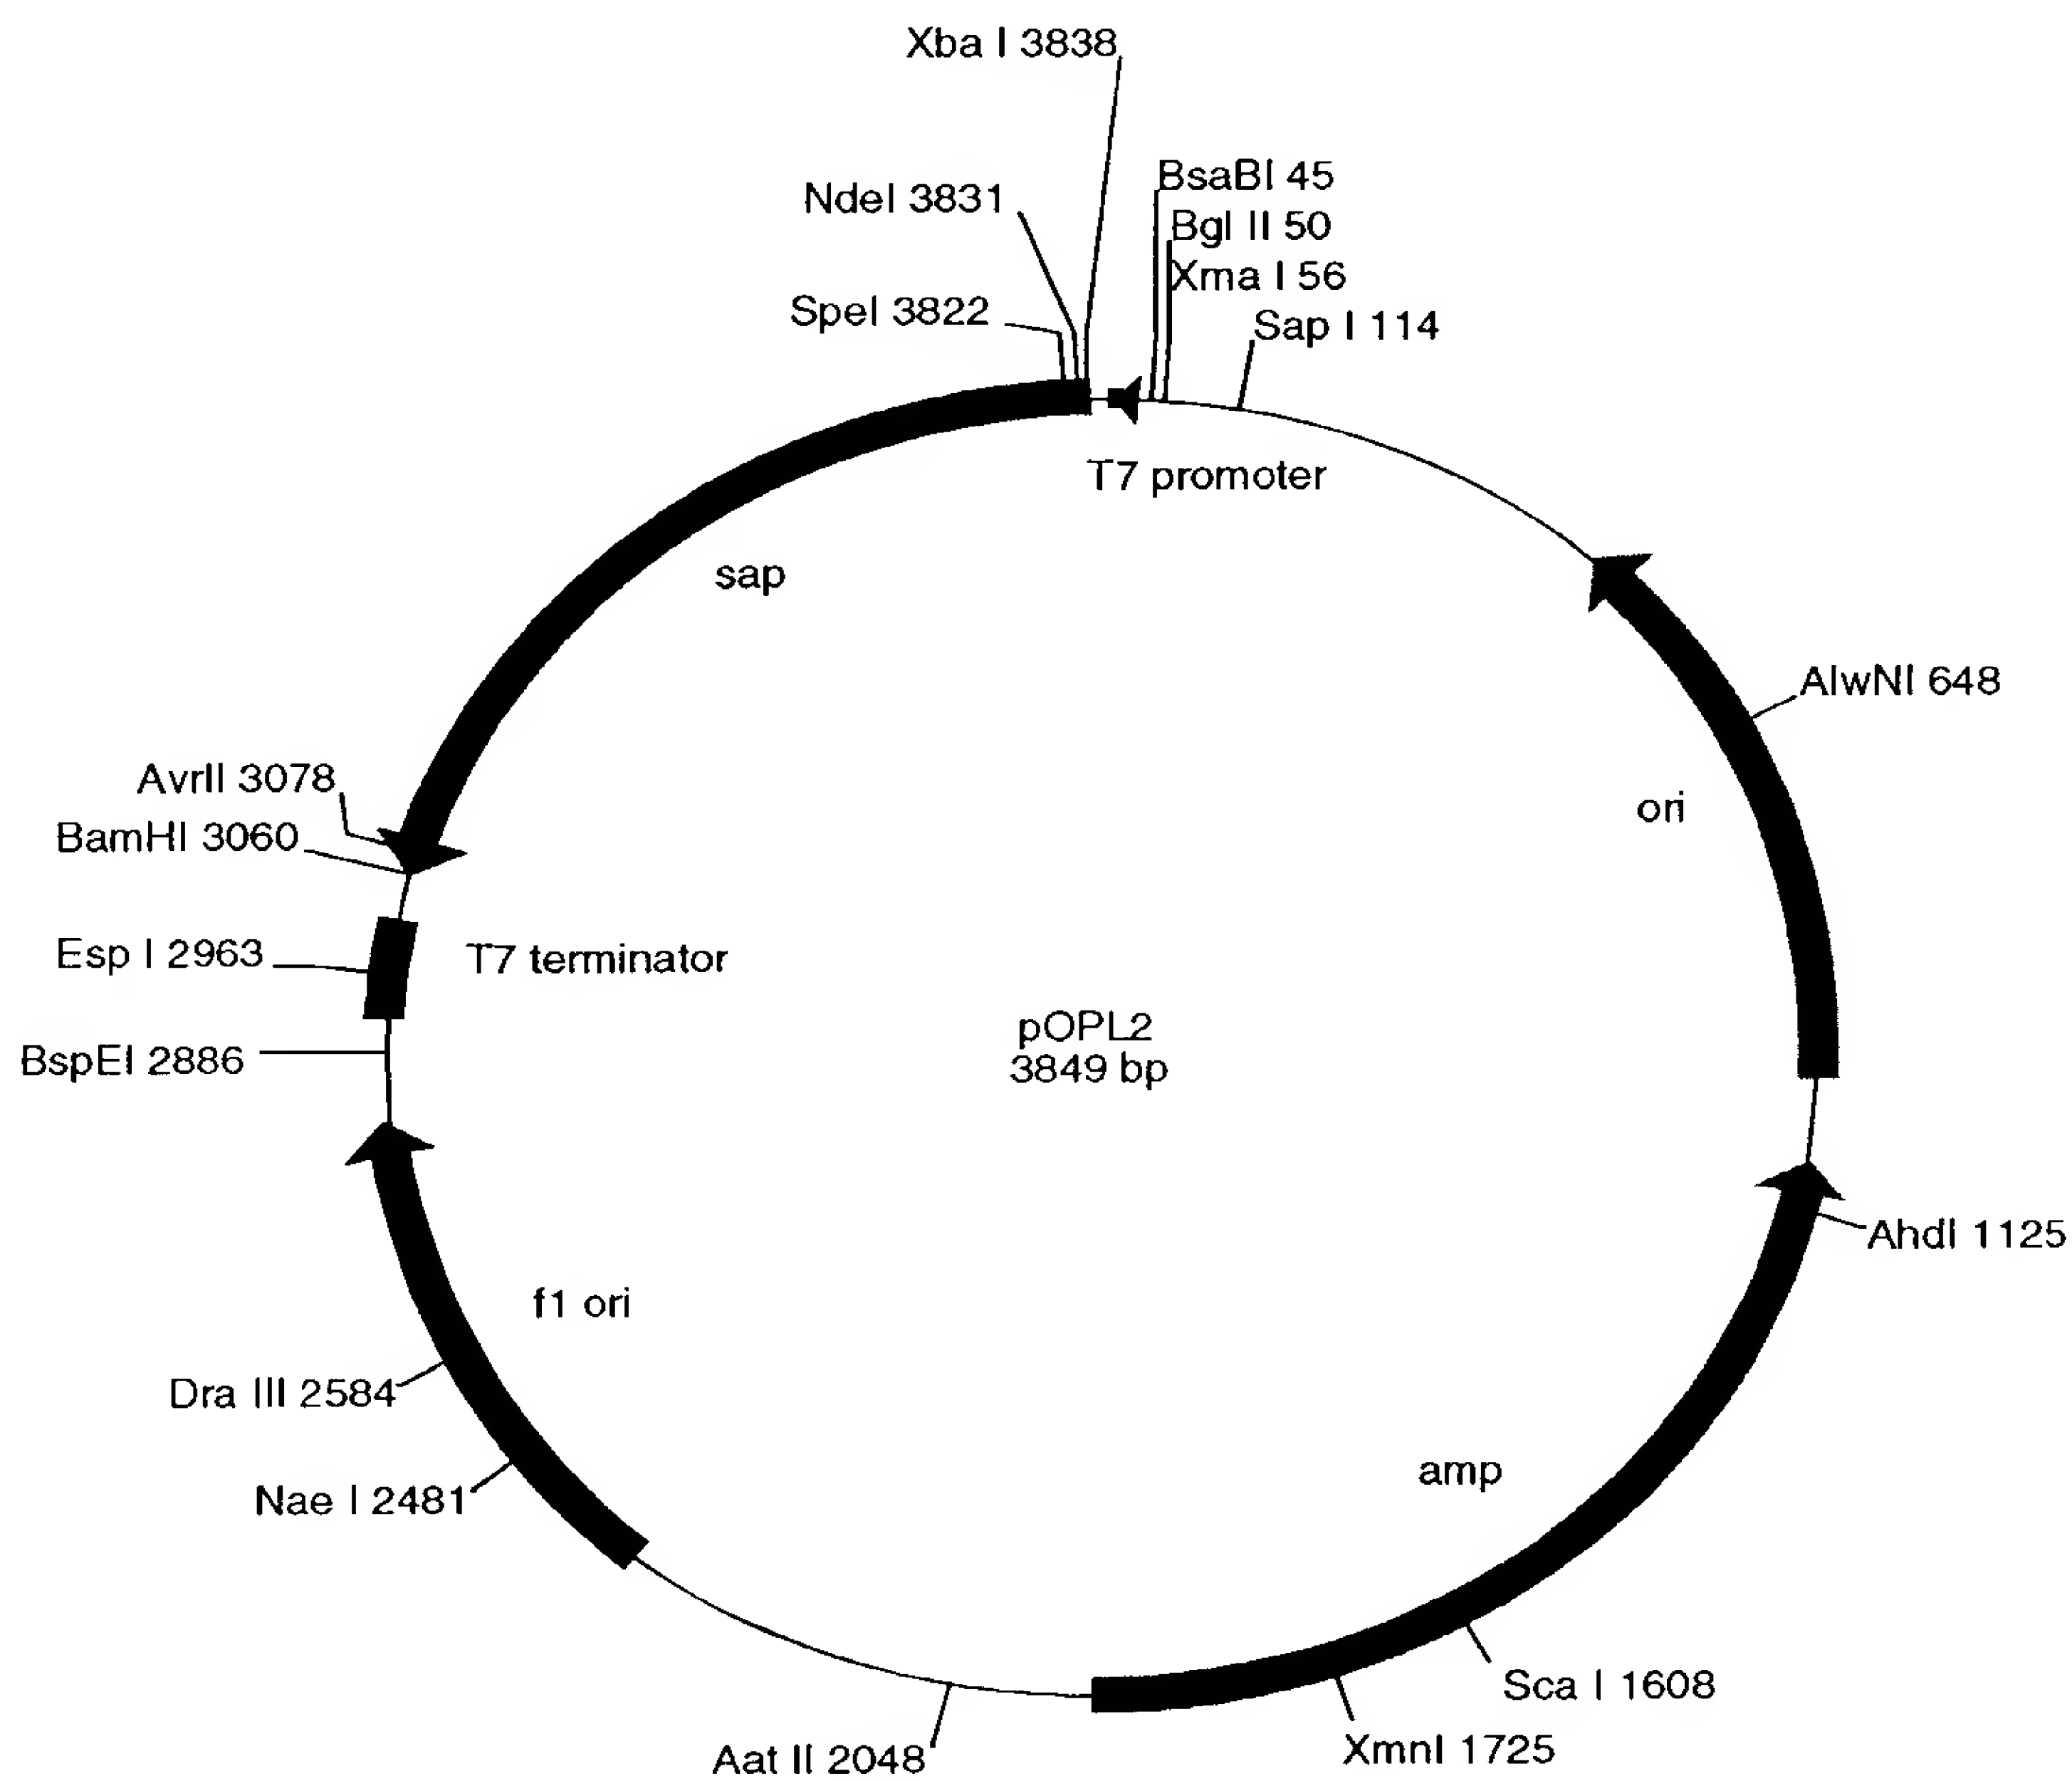 Xba I 3838
BsaBI 45
NdeI 3831
Bgl II 50
Xma I 56
SpeI 3822
Sap I 114
T7 promoter
sap
AlwNI 648
AvrII 3078
ori
BamHI 3060
Esp I 2963
T7 terminator
pOPL2
3849 bp
BspEI 2886
AhdI 1125
f1 ori
Dra III 2584
amp
Nae I 2481
Sca I 1608
XmnI 1725
Aat II 2048